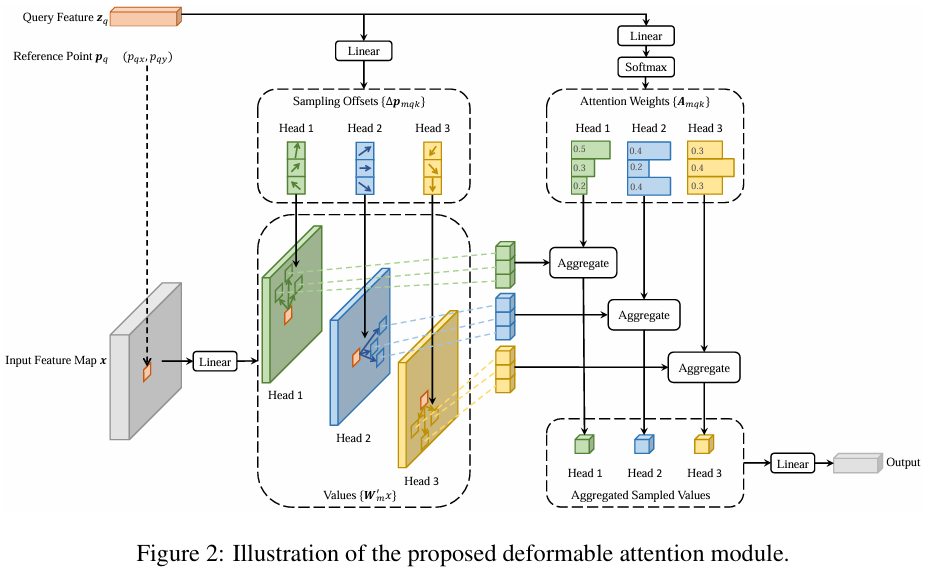 Query Feature z_q
Reference Point p_q (p_qx, p_qy)
Linear
Linear
Softmax
Sampling Offsets {Δp_mqk}
Head 1 Head 2 Head 3
Attention Weights {A_mqk}
Head 1 Head 2 Head 3
0.5 0.4 0.3
0.3 0.2 0.4
0.2 0.4 0.3
Aggregate
Aggregate
Aggregate
Input Feature Map x
Linear
Head 1
Head 2
Head 3
Values {W'_m x}
Head 1 Head 2 Head 3
Aggregated Sampled Values
Linear
Output
Figure 2: Illustration of the proposed deformable attention module.